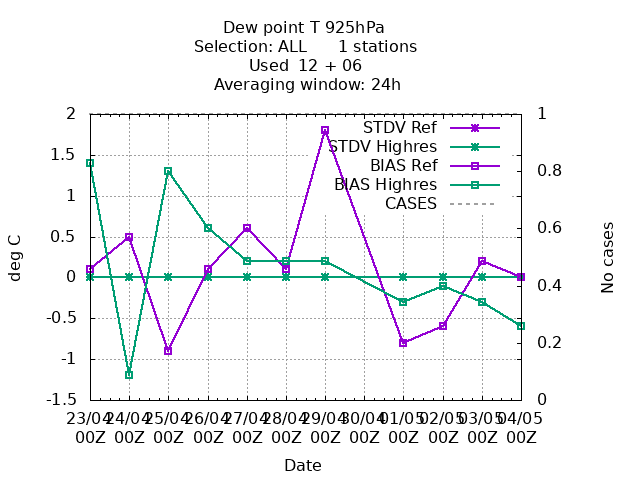 Dew point T 925hPa
Selection: ALL 1 stations
Used 12 + 06
Averaging window: 24h
2
1.5
1
0.5
0
-0.5
-1
-1.5
deg C
1
0.8
0.6
0.4
0.2
0
No cases
STDV Ref
STDV Highres
BIAS Ref
BIAS Highres
CASES
23/04 24/04 25/04 26/04 27/04 28/04 29/04 30/04 01/05 02/05 03/05 04/05
00Z 00Z 00Z 00Z 00Z 00Z 00Z 00Z 00Z 00Z 00Z 00Z
Date